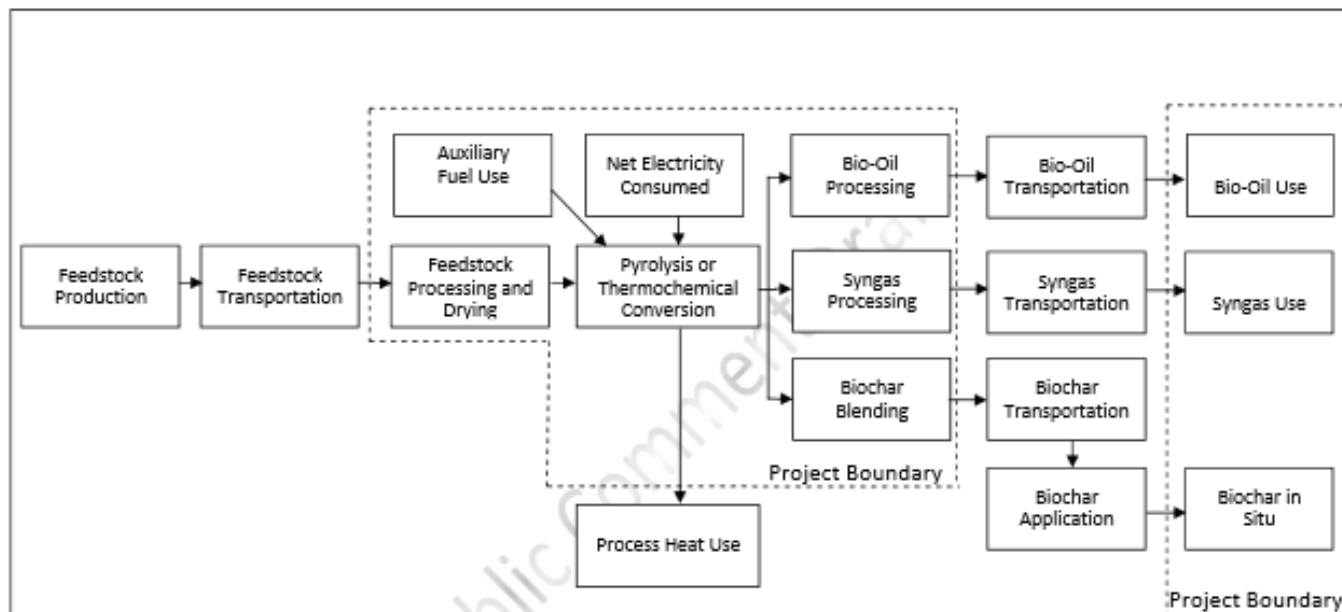 Auxiliary
Fuel Use
Net Electricity
Consumed
Bio-Oil
Processing
Bio-Oil
Transportation
Bio-Oil Use
Feedstock
Production
Feedstock
Transportation
Feedstock
Processing and
Drying
Pyrolysis or
Thermochemical
Conversion
Syngas
Processing
Syngas
Transportation
Syngas Use
Biochar
Blending
Biochar
Transportation
Project Boundary
Biochar
Application
Biochar in
Situ
Process Heat Use
Project Boundary